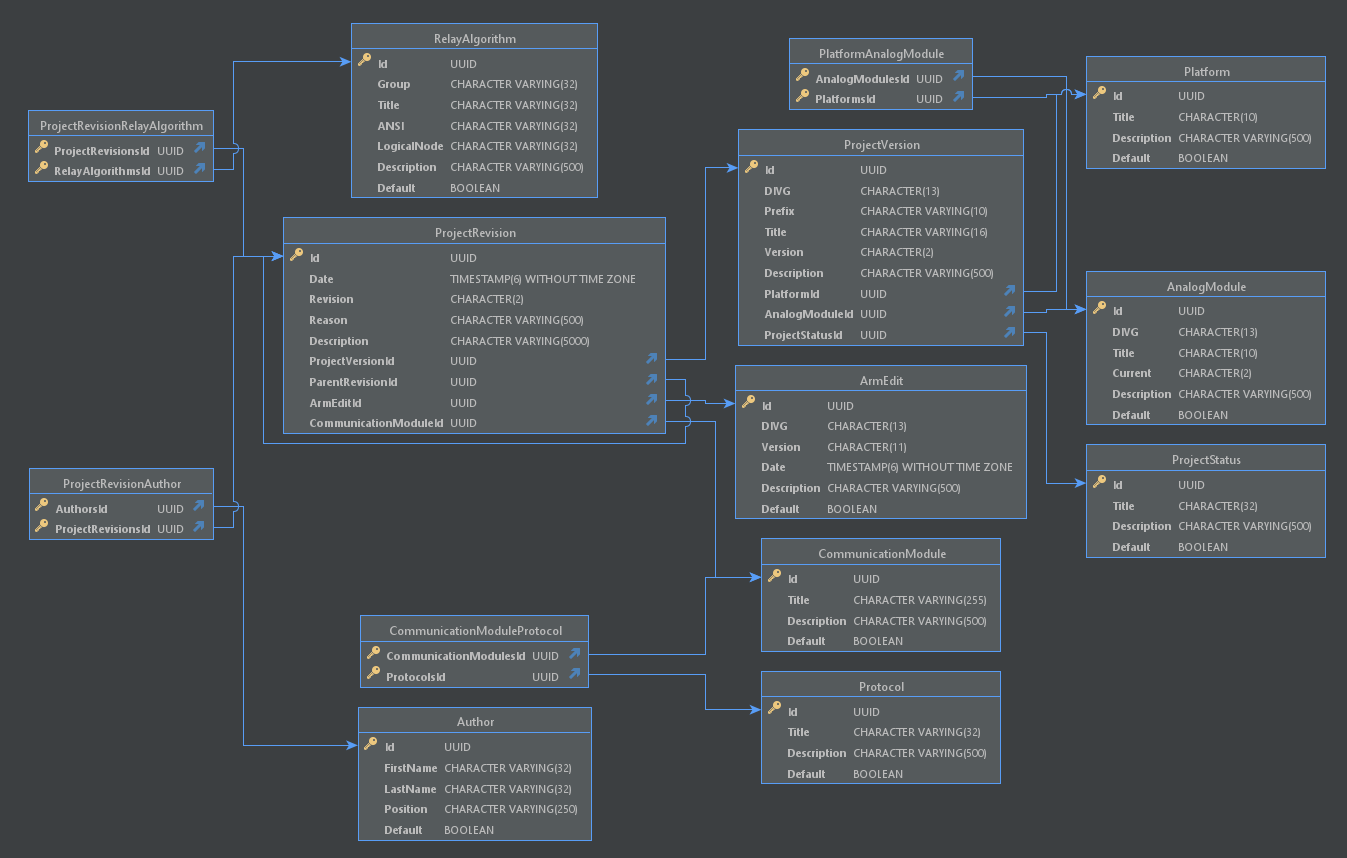 RelayAlgorithm
Id UUID
Group CHARACTER VARYING(32)
Title CHARACTER VARYING(32)
ANSI CHARACTER VARYING(32)
LogicalNode CHARACTER VARYING(32)
Description CHARACTER VARYING(500)
Default BOOLEAN
PlatformAnalogModule
AnalogModulesId UUID
PlatformsId UUID
Platform
Id UUID
Title CHARACTER(10)
Description CHARACTER VARYING(500)
Default BOOLEAN
ProjectRevisionRelayAlgorithm
ProjectRevisionsId UUID
RelayAlgorithmsId UUID
ProjectVersion
Id UUID
DIVG CHARACTER(13)
Prefix CHARACTER VARYING(10)
Title CHARACTER VARYING(16)
Version CHARACTER(2)
Description CHARACTER VARYING(500)
PlatformId UUID
AnalogModuleId UUID
ProjectStatusId UUID
ProjectRevision
Id UUID
Date TIMESTAMP(6) WITHOUT TIME ZONE
Revision CHARACTER(2)
Reason CHARACTER VARYING(500)
Description CHARACTER VARYING(5000)
ProjectVersionId UUID
ParentRevisionId UUID
ArmEditId UUID
CommunicationModuleId UUID
AnalogModule
Id UUID
DIVG CHARACTER(13)
Title CHARACTER(10)
Current CHARACTER(2)
Description CHARACTER VARYING(500)
Default BOOLEAN
ArmEdit
Id UUID
DIVG CHARACTER(13)
Version CHARACTER(11)
Date TIMESTAMP(6) WITHOUT TIME ZONE
Description CHARACTER VARYING(500)
Default BOOLEAN
ProjectStatus
Id UUID
Title CHARACTER(32)
Description CHARACTER VARYING(500)
Default BOOLEAN
ProjectRevisionAuthor
AuthorsId UUID
ProjectRevisionsId UUID
CommunicationModule
Id UUID
Title CHARACTER VARYING(255)
Description CHARACTER VARYING(500)
Default BOOLEAN
CommunicationModuleProtocol
CommunicationModulesId UUID
ProtocolsId UUID
Protocol
Id UUID
Title CHARACTER VARYING(32)
Description CHARACTER VARYING(500)
Default BOOLEAN
Author
Id UUID
FirstName CHARACTER VARYING(32)
LastName CHARACTER VARYING(32)
Position CHARACTER VARYING(250)
Default BOOLEAN